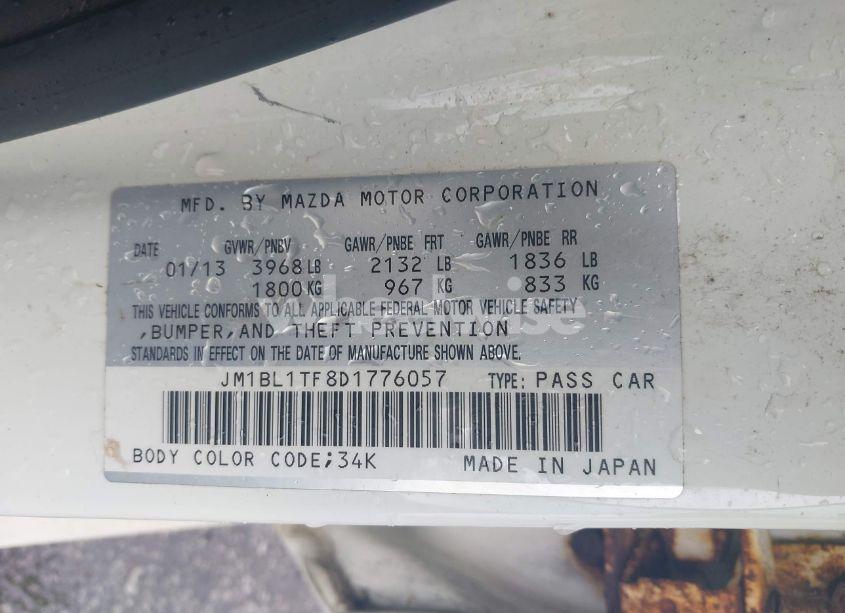 MFD. BY MAZDA MOTOR CORPORATION
DATE GVWR/PNBV GAWR/PNBE FRT GAWR/PNBE RR
01/13 3968 LB 2132 LB 1836 LB
1800 KG 967 KG 833 KG
THIS VEHICLE CONFORMS TO ALL APPLICABLE FEDERAL MOTOR VEHICLE SAFETY
,BUMPER,AND THEFT PREVENTION
STANDARDS IN EFFECT ON THE DATE OF MANUFACTURE SHOWN ABOVE.
JM1BL1TF8D1776057 TYPE: PASS CAR
BODY COLOR CODE;34K MADE IN JAPAN